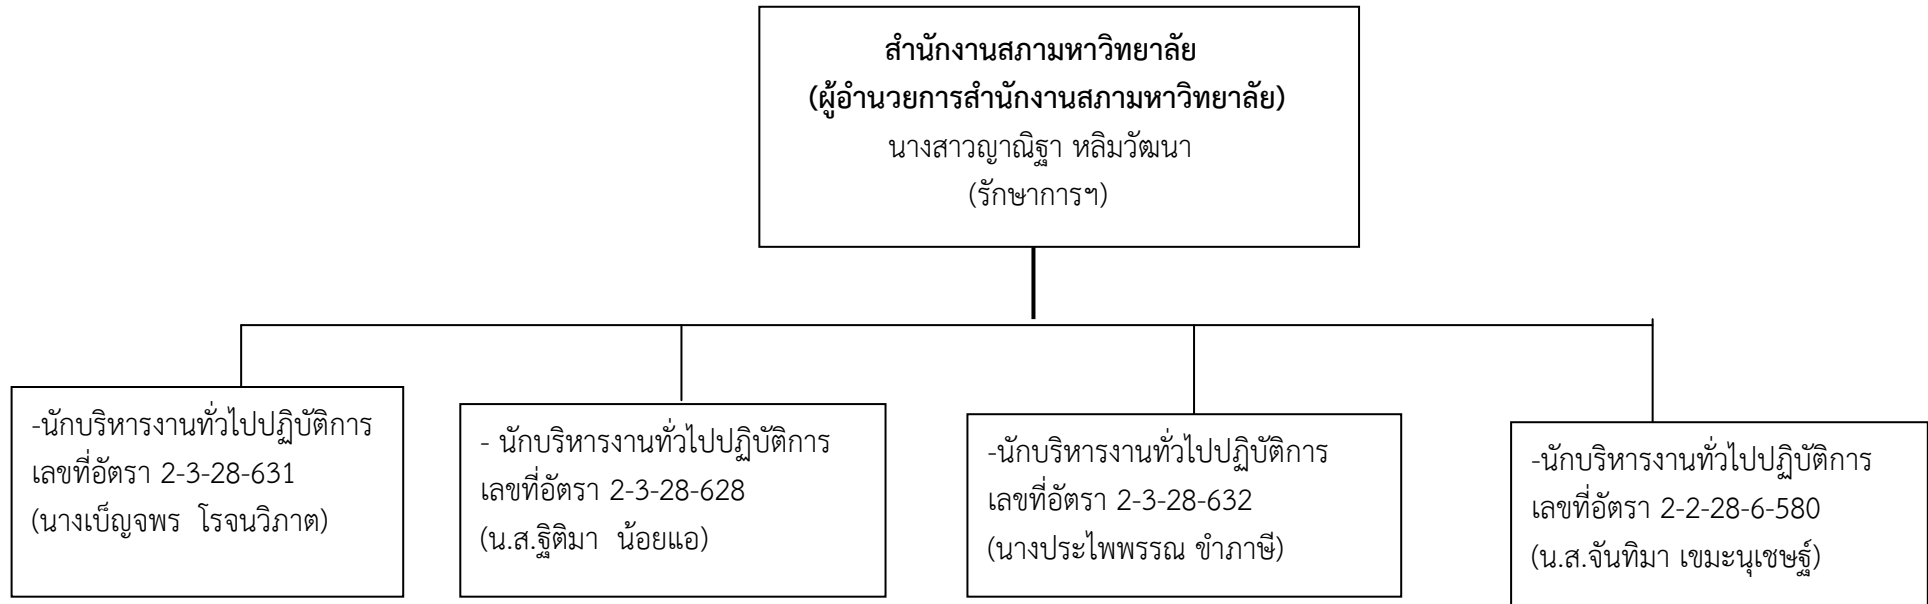 สำนักงานสภามหาวิทยาลัย
(ผู้อำนวยการสำนักงานสภามหาวิทยาลัย)
นางสาวญาณิฐา หลิมวัฒนา
(รักษาการฯ)
-นักบริหารงานทั่วไปปฏิบัติการ
เลขที่อัตรา 2-3-28-631
(นางเบ็ญจพร  โรจนวิภาต)
- นักบริหารงานทั่วไปปฏิบัติการ
เลขที่อัตรา 2-3-28-628
(น.ส.ฐิติมา  น้อยแอ)
-นักบริหารงานทั่วไปปฏิบัติการ
เลขที่อัตรา 2-3-28-632
(นางประไพพรรณ ขำภาษี)
-นักบริหารงานทั่วไปปฏิบัติการ
เลขที่อัตรา 2-2-28-6-580
(น.ส.จันทิมา เขมะนุเชษฐ์)